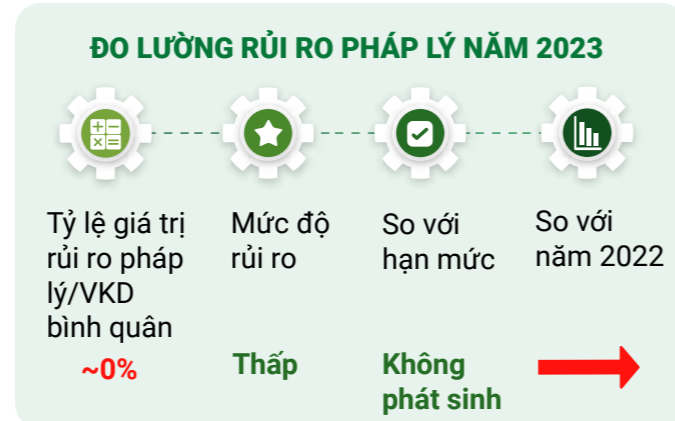 ĐO LƯỜNG RỦI RO PHÁP LÝ NĂM 2023
Tỷ lệ giá trị
rủi ro pháp
lý/VKD
bình quân
~0%
Mức độ
rủi ro
Thấp
So với
hạn mức
Không
phát sinh
So với
năm 2022